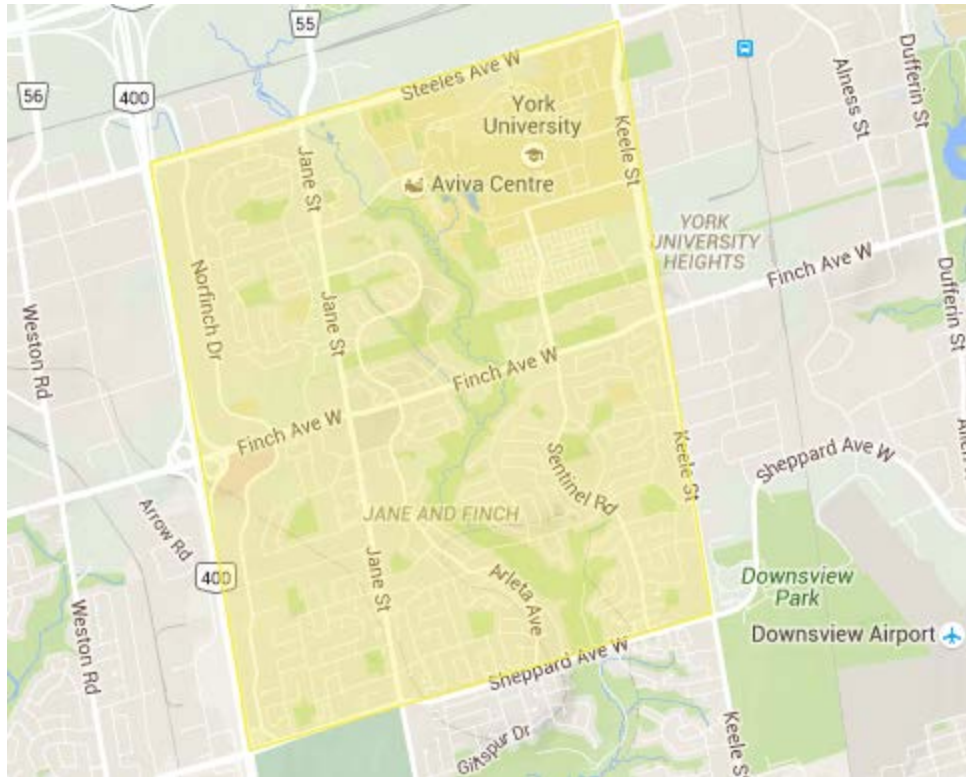 55
Steeles Ave W
56
400
York
University
Aviva Centre
Jane St
Keele St
Alness St
Dufferin St
YORK
UNIVERSITY
HEIGHTS
Finch Ave W
Norfinch Dr
Jane St
Weston Rd
Dufferin St
Finch Ave W
Finch Ave W
Keele St
Sheppard Ave W
Sentinel Rd
Arrow Rd
JANE AND FINCH
400
Jane St
Arleta Ave
Downsview
Park
Downsview Airport
Weston Rd
Sheppard Ave W
Keele St